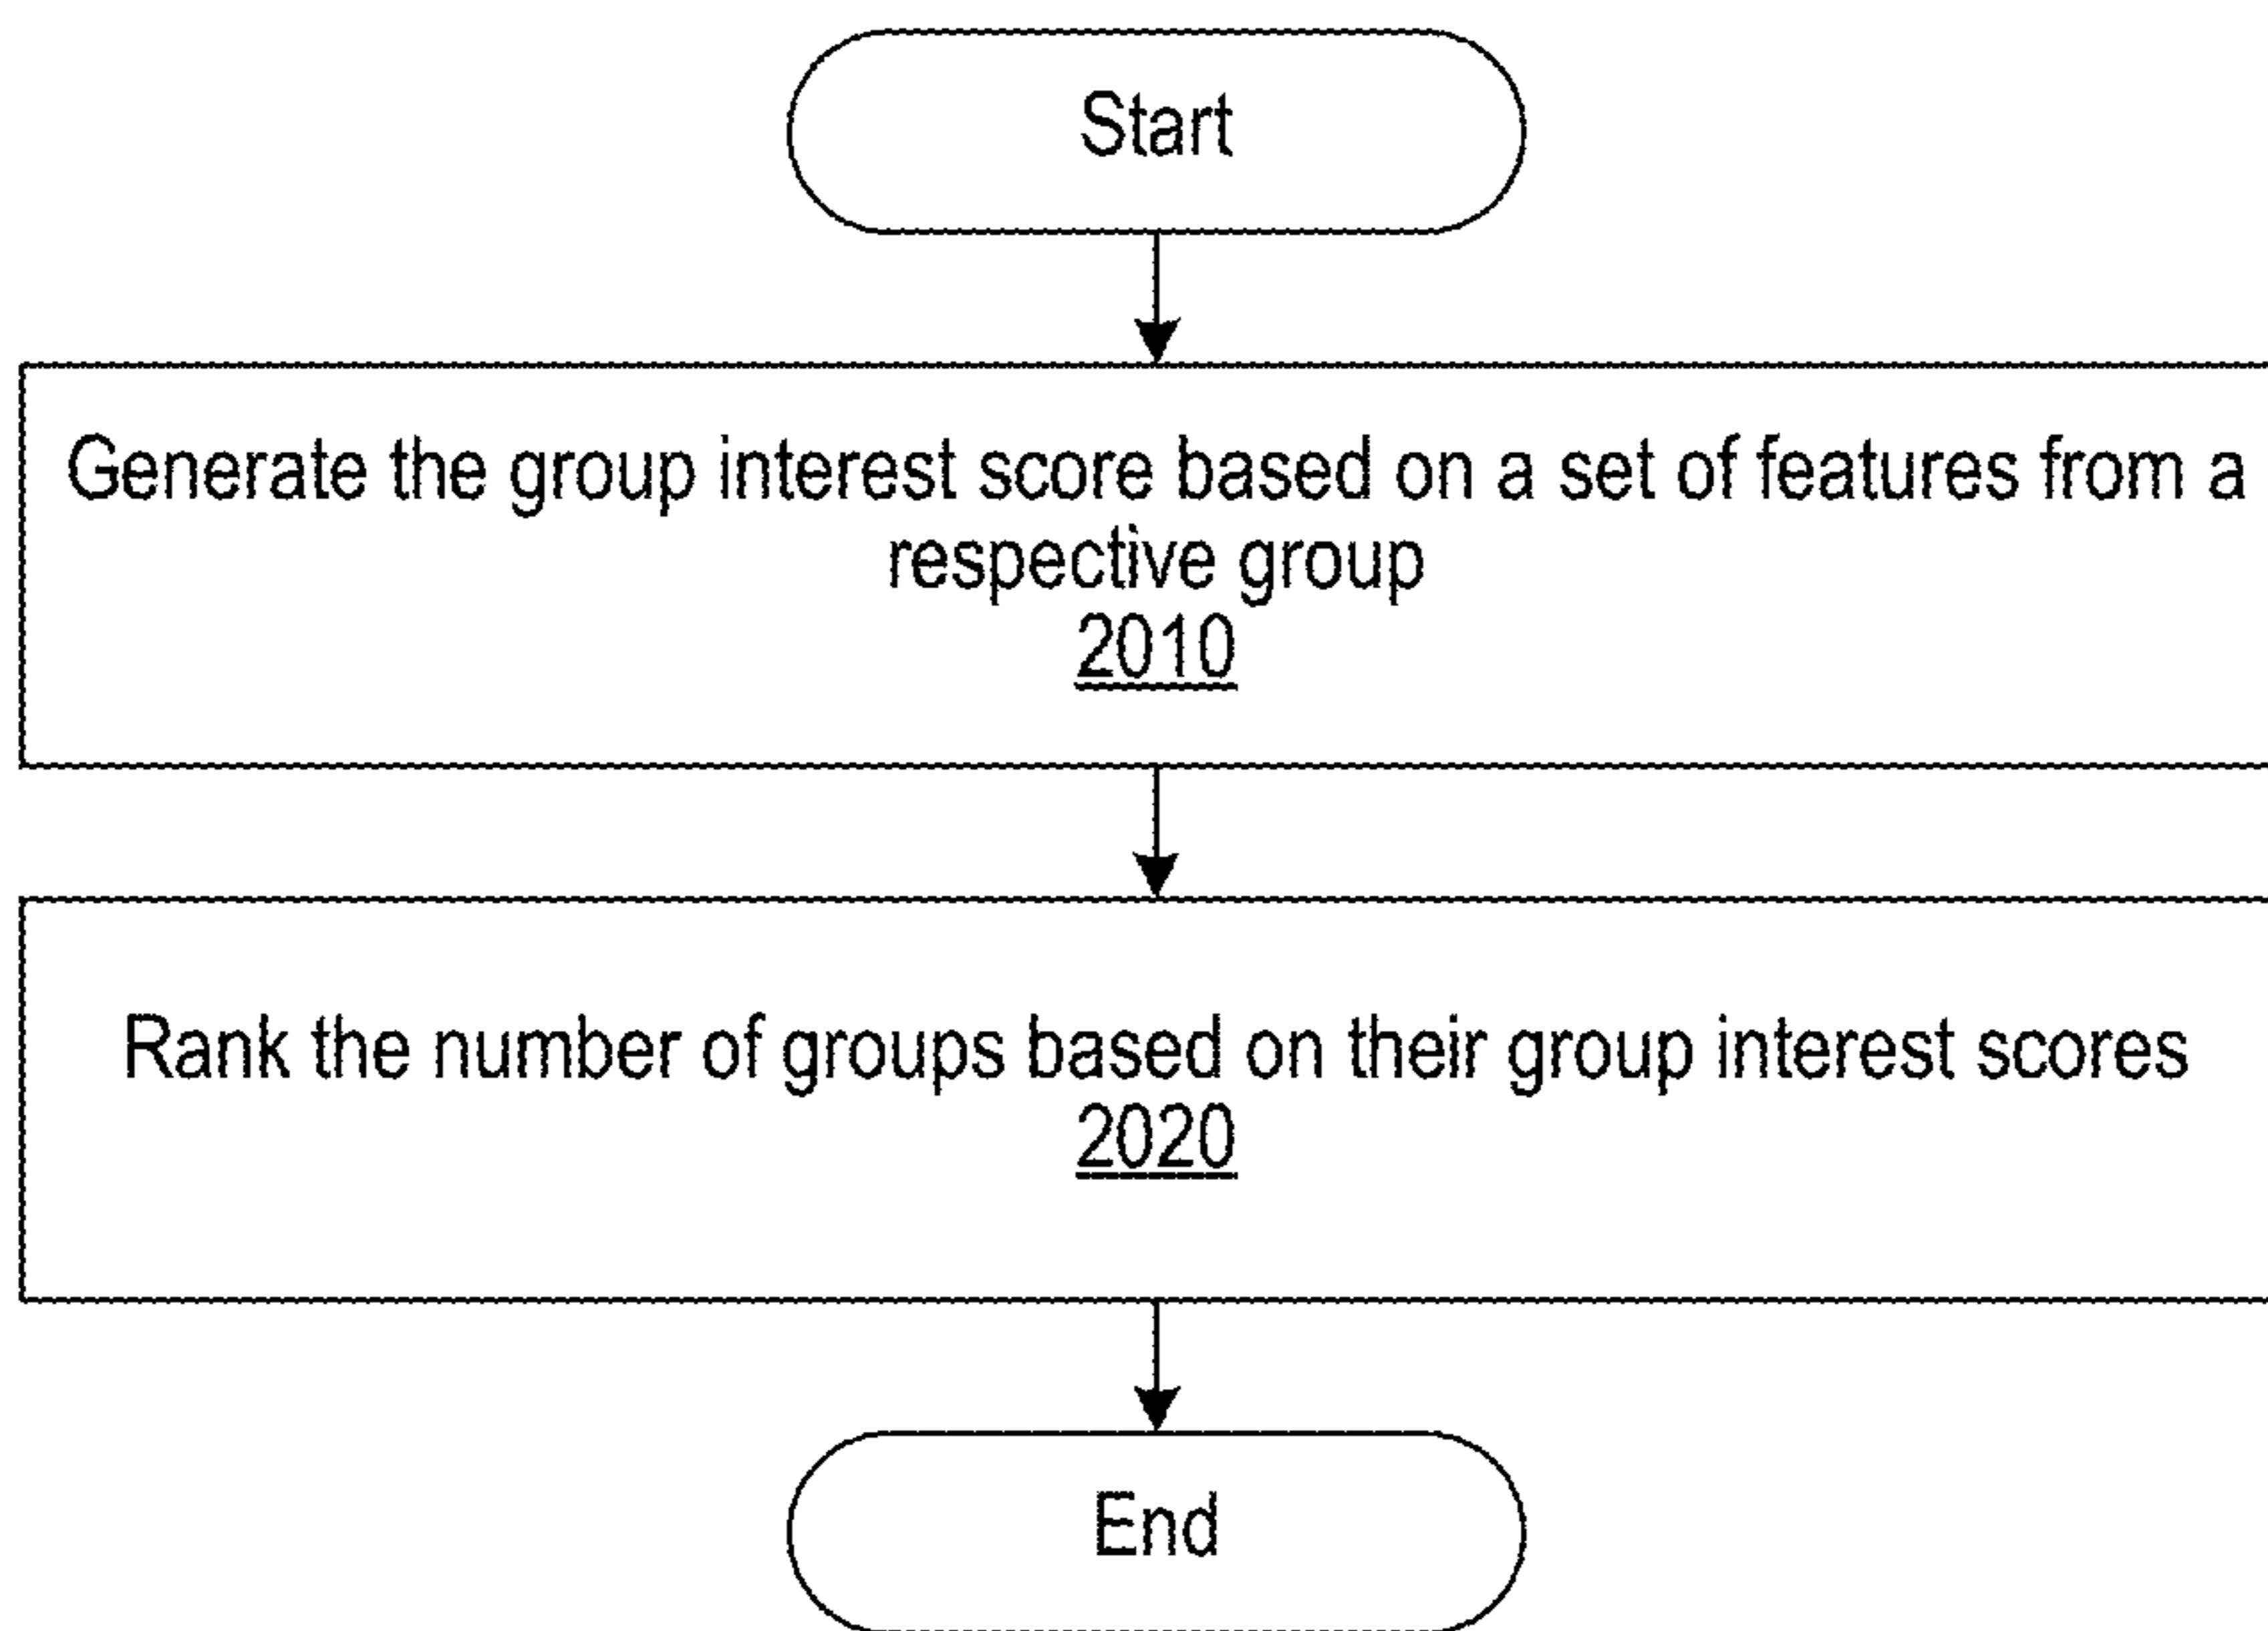 Start
Generate the group interest score based on a set of features from a
respective group
2010
Rank the number of groups based on their group interest scores
2020
End